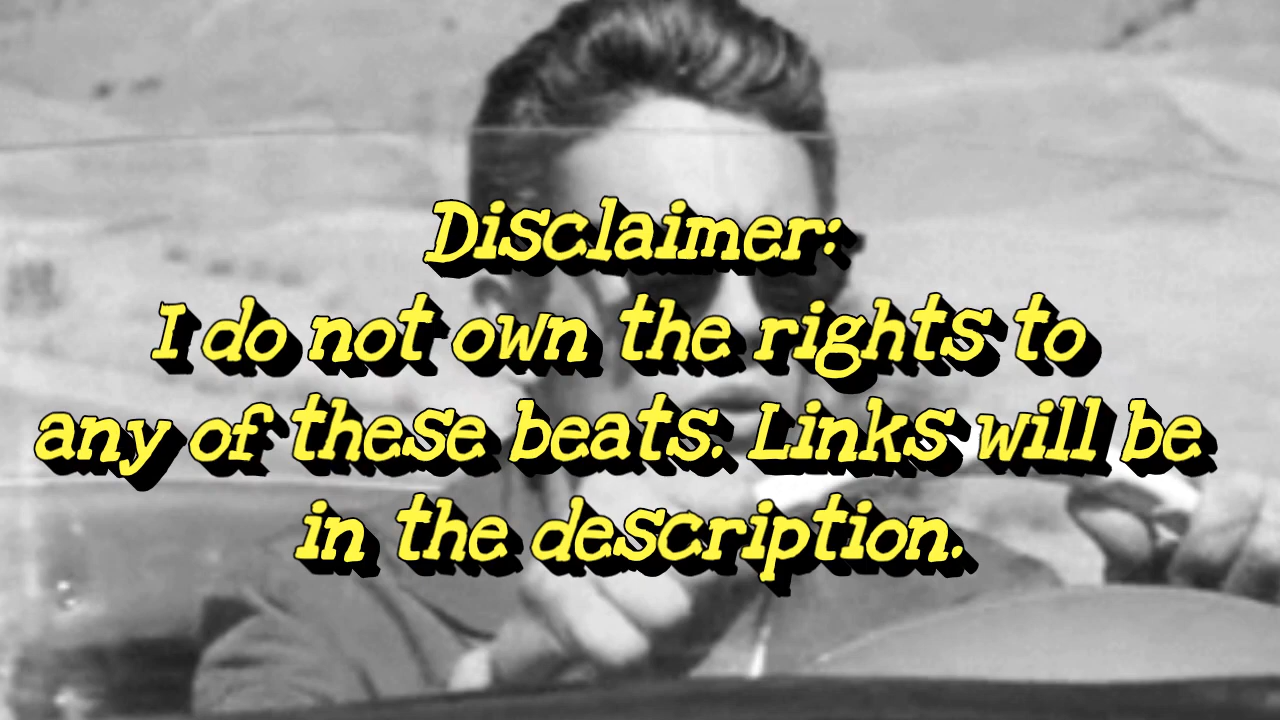 Disclaimer:
I do not own the rights to
any of these beats. Links will be
in the description.